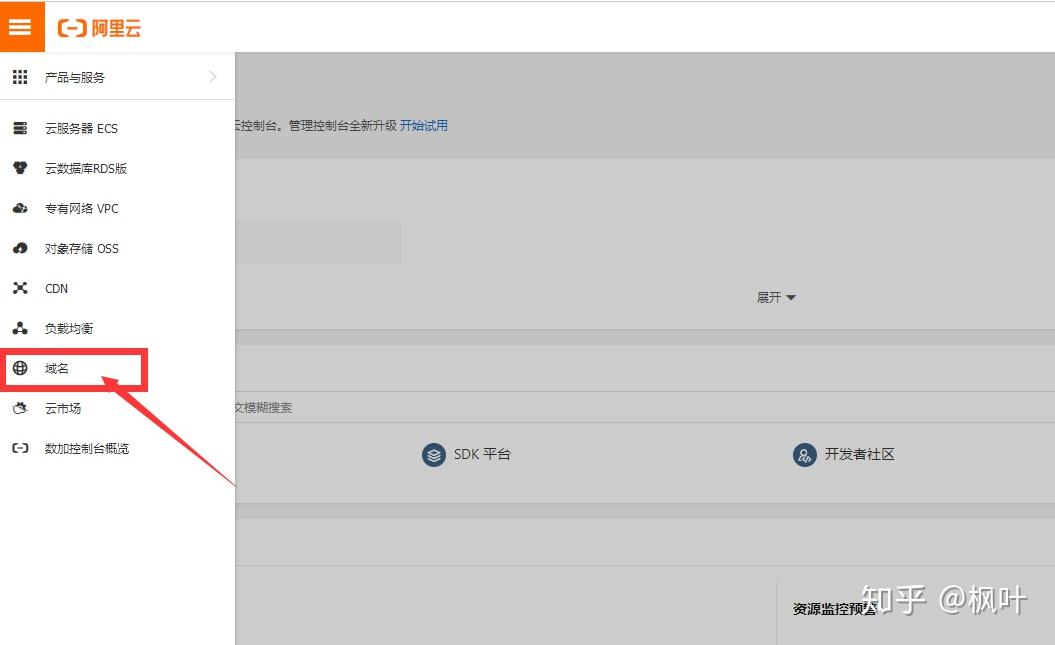 阿里云
产品与服务
云服务器 ECS
云控制台。管理控制台全新升级 开始试用
云数据库RDS版
专有网络 VPC
对象存储 OSS
CDN
展开
负载均衡
域名
云市场
文模糊搜索
数加控制台概览
SDK 平台
开发者社区
资源监控预警
知乎 @枫叶